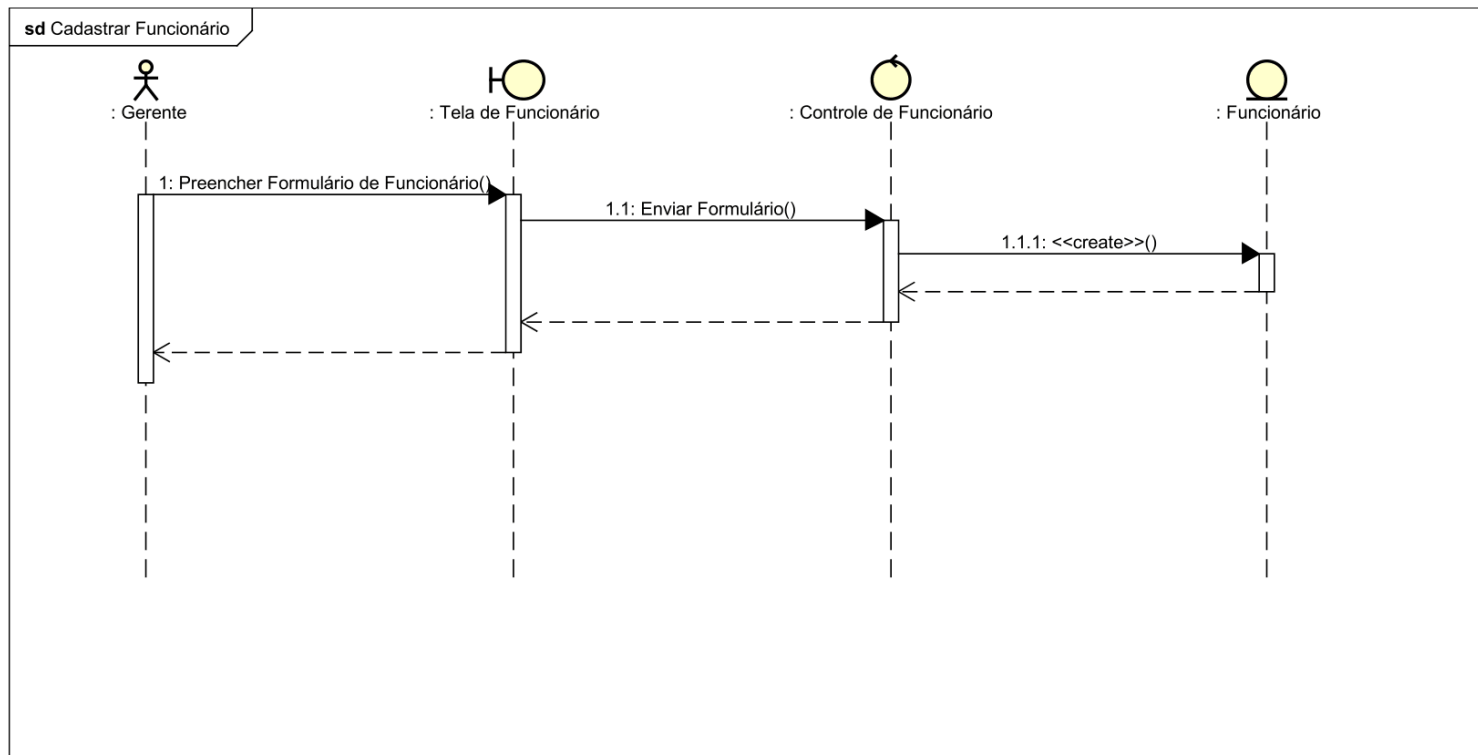 sd Cadastrar Funcionário
: Gerente
: Tela de Funcionário
: Controle de Funcionário
: Funcionário
1: Preencher Formulário de Funcionário()
1.1: Enviar Formulário()
1.1.1: <<create>>()